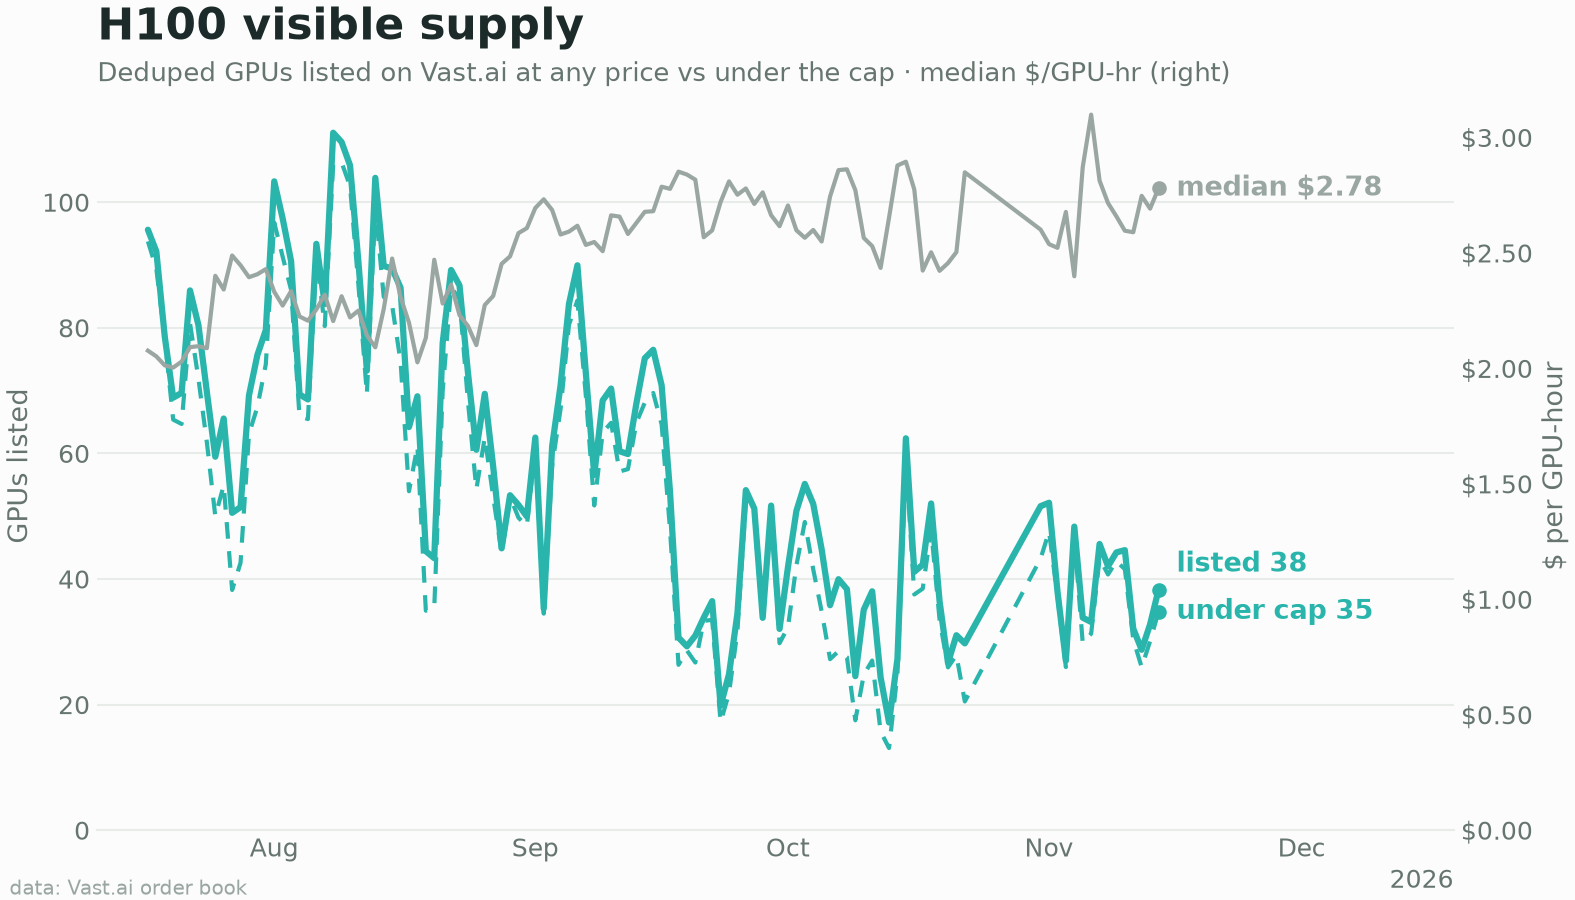 H100 visible supply
Deduped GPUs listed on Vast.ai at any price vs under the cap · median $/GPU-hr (right)
GPUs listed
100
80
60
40
20
0
$3.00
$2.50
$2.00
$1.50
$1.00
$0.50
$0.00
$ per GPU-hour
median $2.78
listed 38
under cap 35
Aug
Sep
Oct
Nov
Dec
2026
data: Vast.ai order book